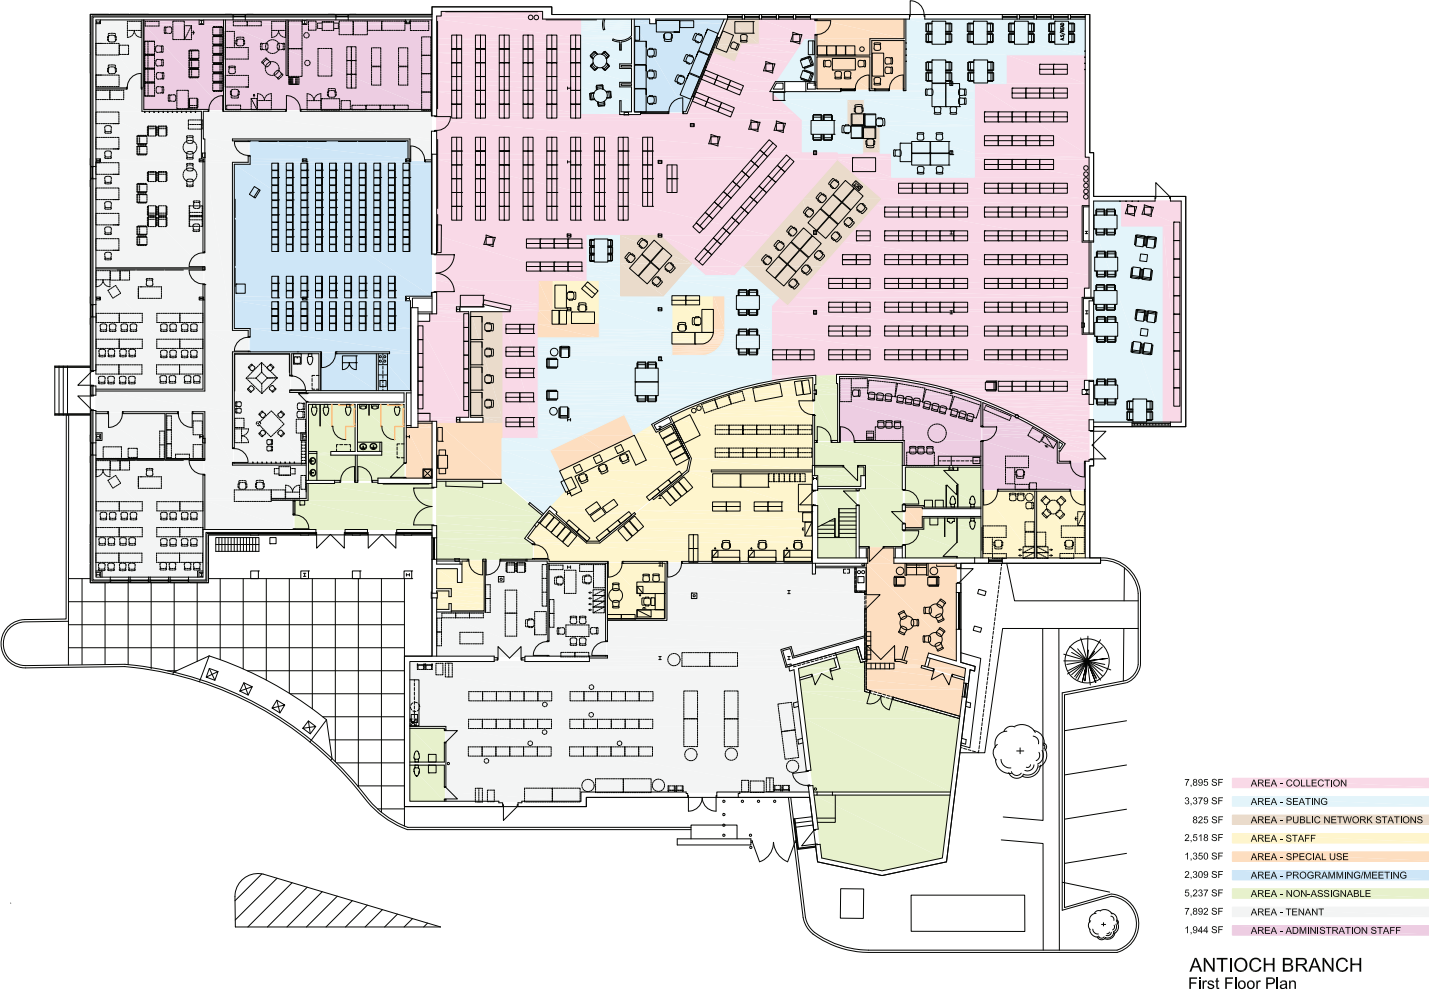 7,895 SF AREA - COLLECTION
3,379 SF AREA - SEATING
825 SF AREA - PUBLIC NETWORK STATIONS
2,518 SF AREA - STAFF
1,350 SF AREA - SPECIAL USE
2,309 SF AREA - PROGRAMMING/MEETING
5,237 SF AREA - NON-ASSIGNABLE
7,892 SF AREA - TENANT
1,944 SF AREA - ADMINISTRATION STAFF
ANTIOCH BRANCH
First Floor Plan